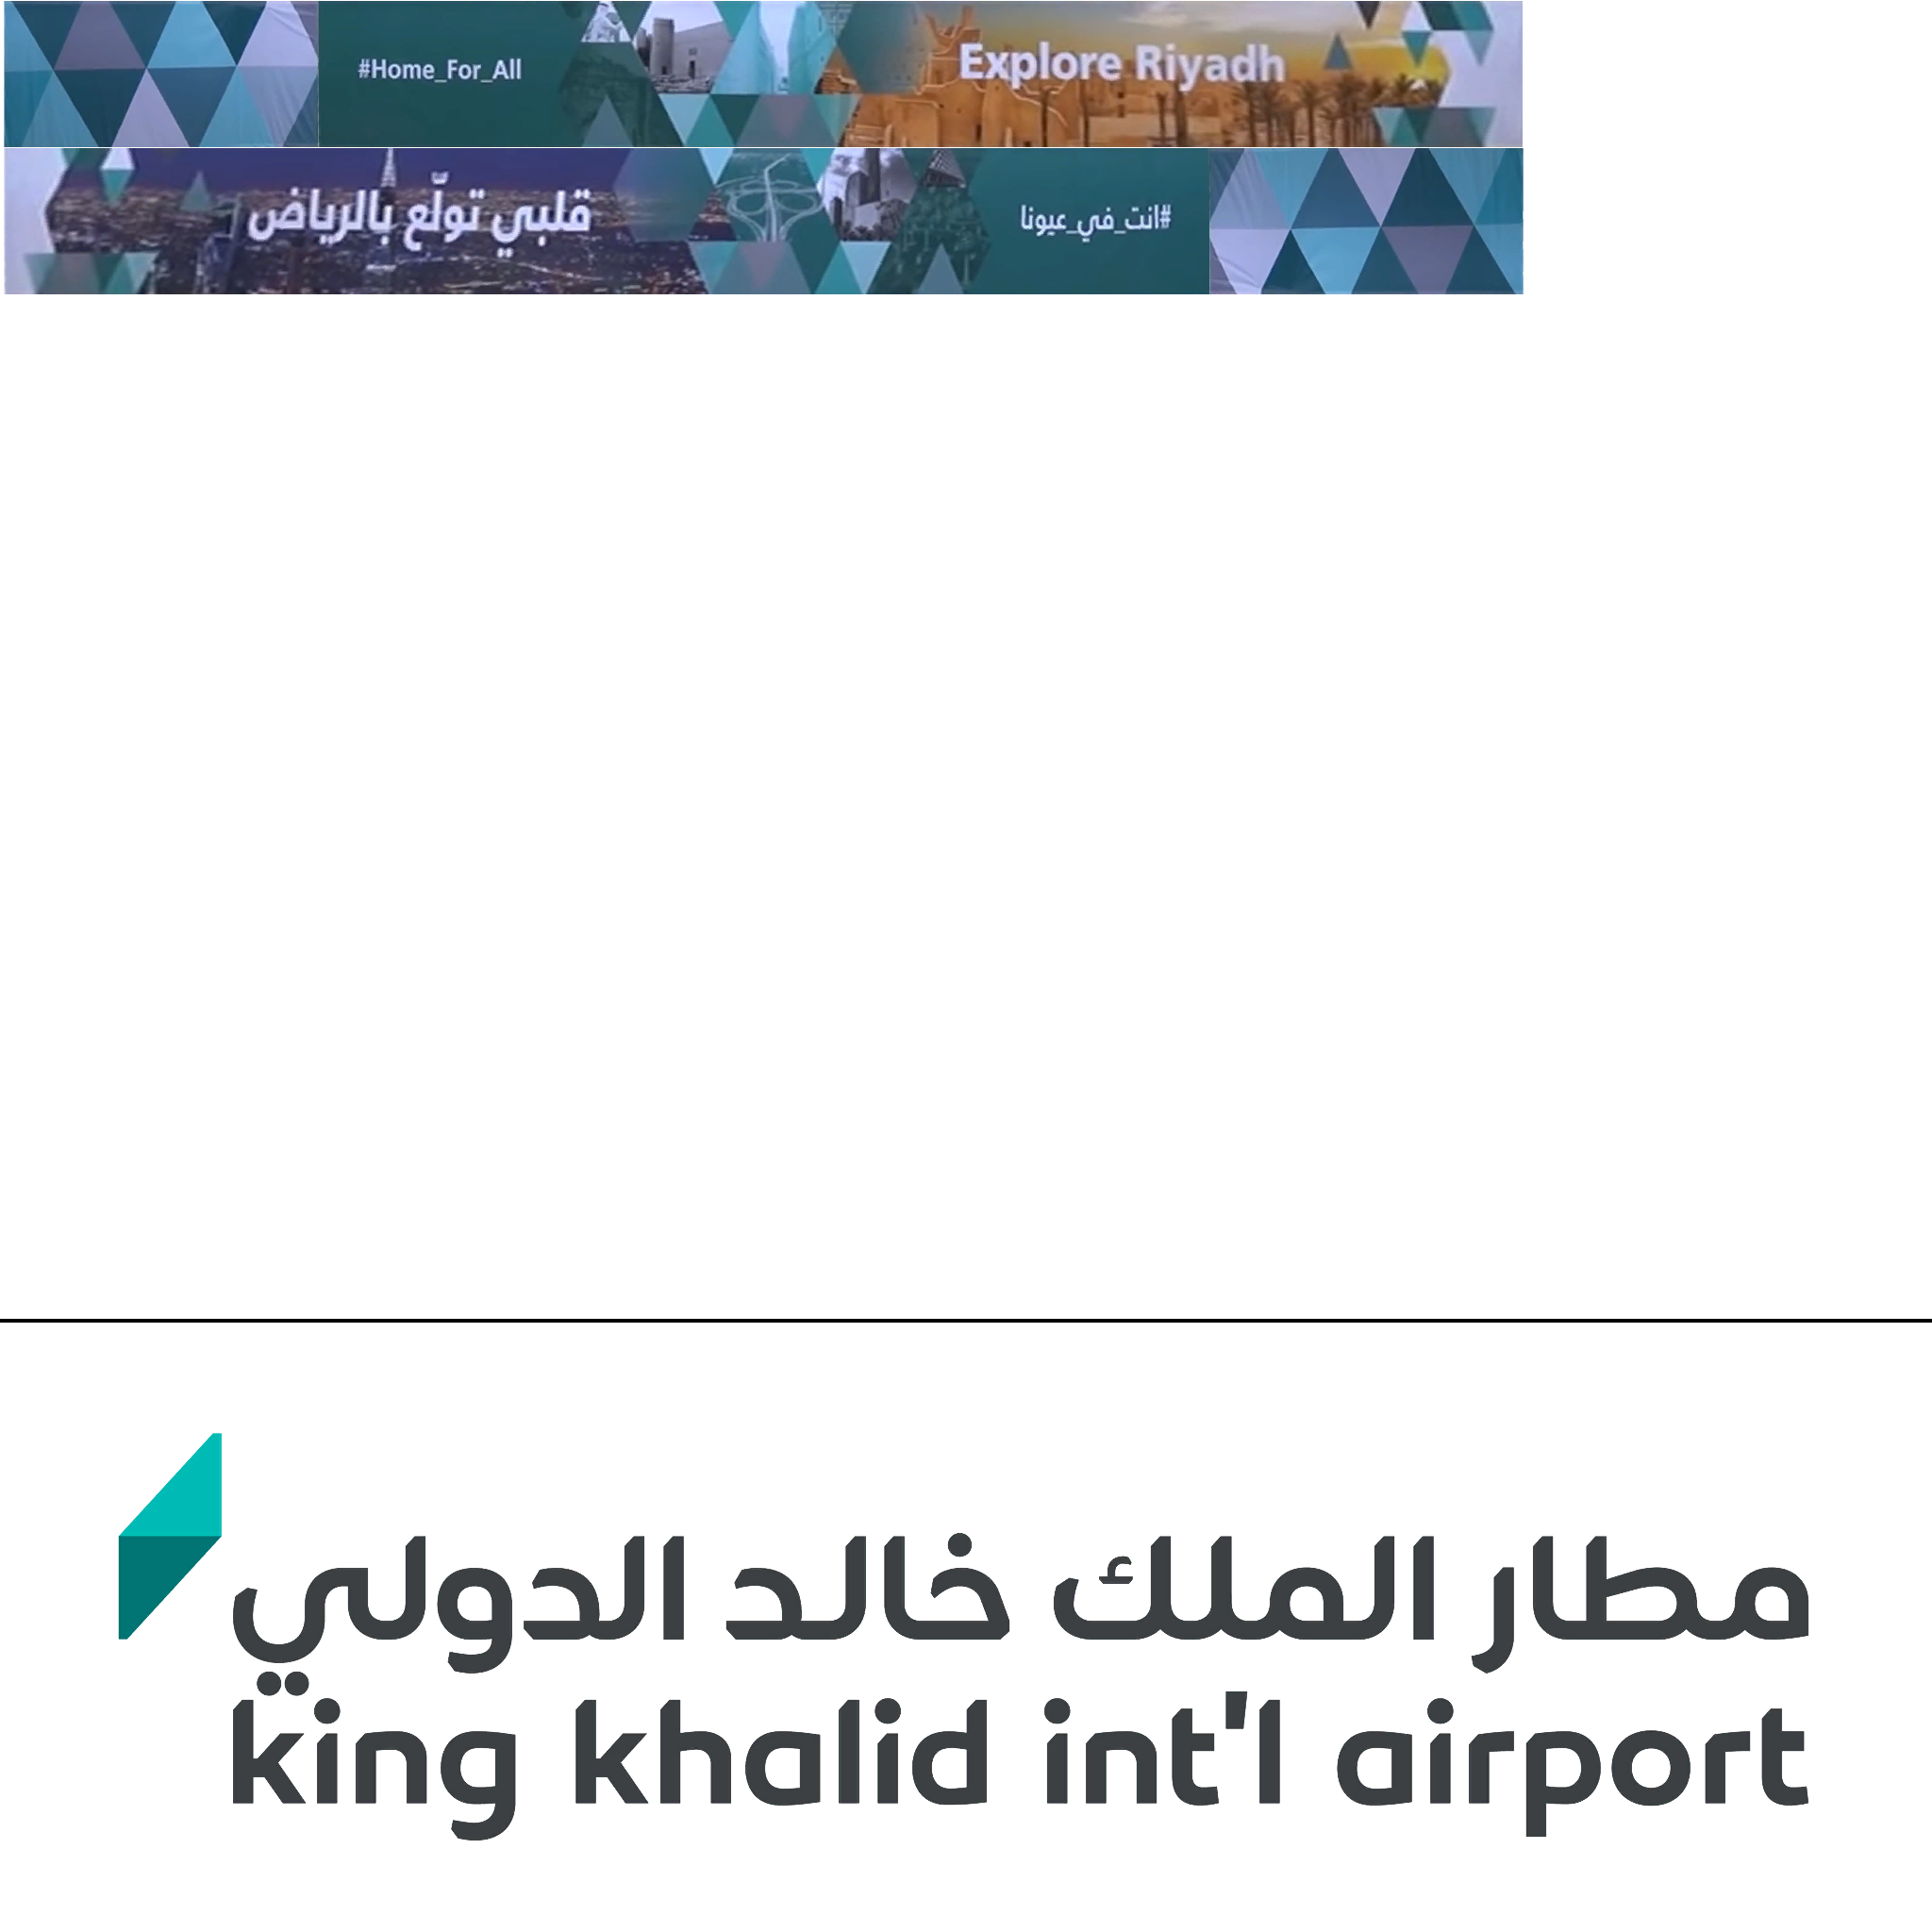 #Home_For_All
Explore Riyadh
قلبي تولّع بالرياض
#انت_في_عيونا
مطار الملك خالد الدولي
king khalid int'l airport